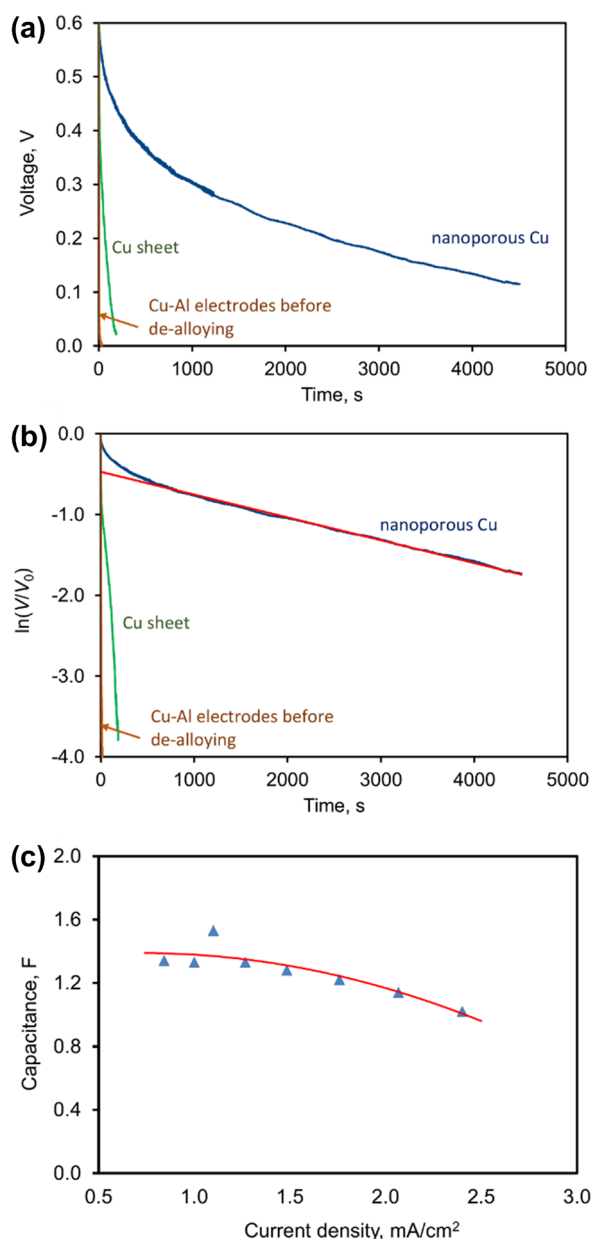 (a)
0.6
0.5
0.4
0.3
0.2
0.1
0.0
Voltage, V
nanoporous Cu
Cu sheet
Cu-Al electrodes before
de-alloying
0
1000
2000
3000
4000
5000
Time, s
(b)
0.0
-1.0
-2.0
-3.0
-4.0
ln(V/V₀)
nanoporous Cu
Cu sheet
Cu-Al electrodes before
de-alloying
0
1000
2000
3000
4000
5000
Time, s
(c)
2.0
1.6
1.2
0.8
0.4
0.0
Capacitance, F
0.5
1.0
1.5
2.0
2.5
3.0
Current density, mA/cm²